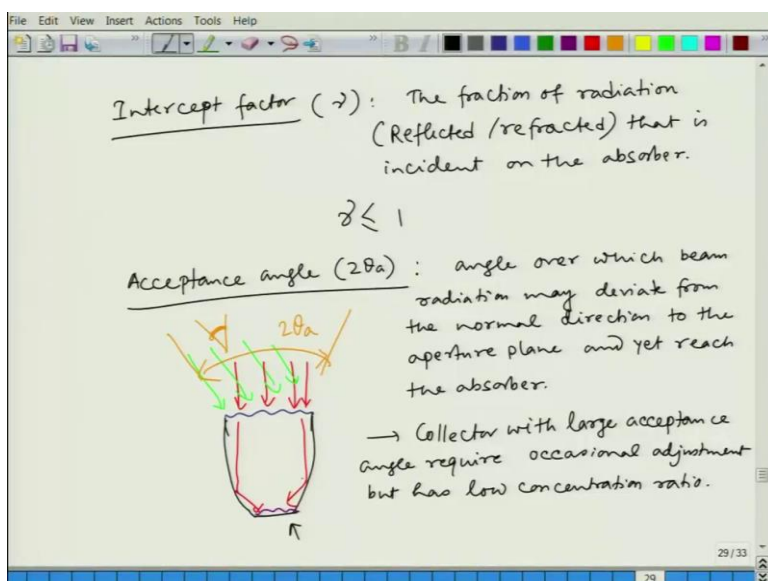 File Edit View Insert Actions Tools Help
Intercept factor (γ) : The fraction of radiation
(Reflected /refracted) that is
incident on the absorber.
γ ≤ 1
Acceptance angle (2θa) : angle over which beam
radiation may deviate from
the normal direction to the
aperture plane and yet reach
the absorber.
2θa
→ Collector with large acceptance
angle require occasional adjustment
but has low concentration ratio.
29/33
29